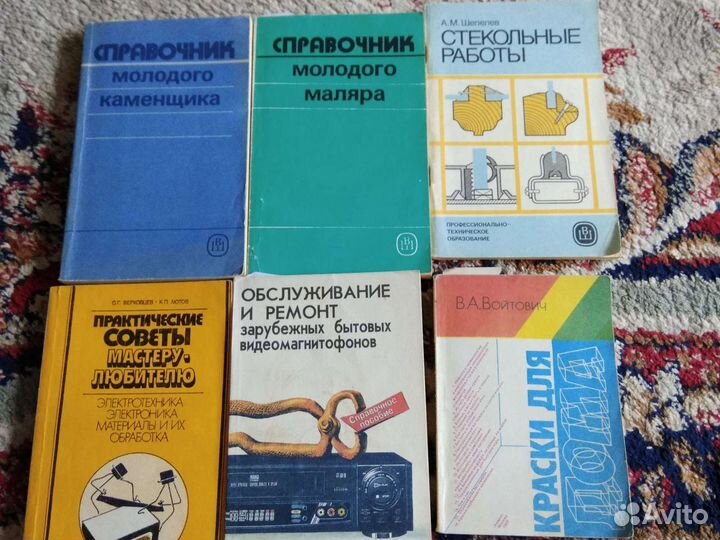 СПРАВОЧНИК
МОЛОДОГО
КАМЕНЩИКА
СПРАВОЧНИК
МОЛОДОГО
МАЛЯРА
А.М. Шепелев
СТЕКОЛЬНЫЕ
РАБОТЫ
ПРОФЕССИОНАЛЬНО-
ТЕХНИЧЕСКОЕ
ОБРАЗОВАНИЕ
О.Г. ВЕРХОВЦЕВ · К.П. ЛЮТОВ
ПРАКТИЧЕСКИЕ
СОВЕТЫ
МАСТЕРУ-
ЛЮБИТЕЛЮ
ЭЛЕКТРОТЕХНИКА
ЭЛЕКТРОНИКА
МАТЕРИАЛЫ И ИХ
ОБРАБОТКА
ОБСЛУЖИВАНИЕ
И РЕМОНТ
зарубежных бытовых
видеомагнитофонов
Справочное
пособие
В.А. Войтович
КРАСКИ ДЛЯ
ДОМА
Avito